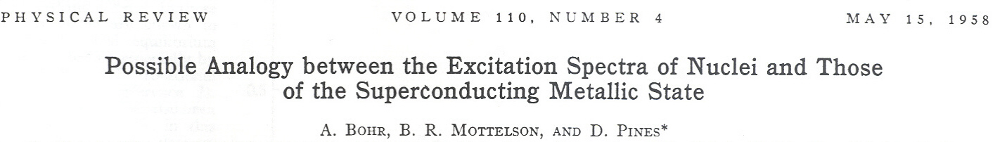 PHYSICAL REVIEW VOLUME 110, NUMBER 4 MAY 15, 1958
Possible Analogy between the Excitation Spectra of Nuclei and Those
of the Superconducting Metallic State
A. BOHR, B. R. MOTTELSON, AND D. PINES*